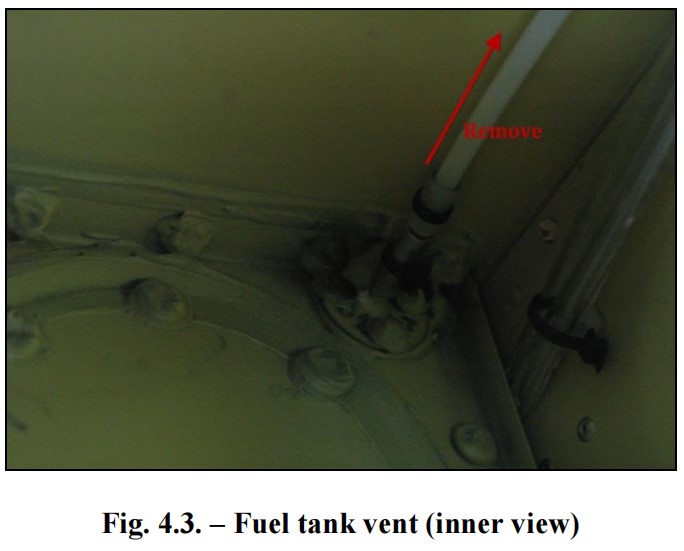 Remove
Fig. 4.3. – Fuel tank vent (inner view)